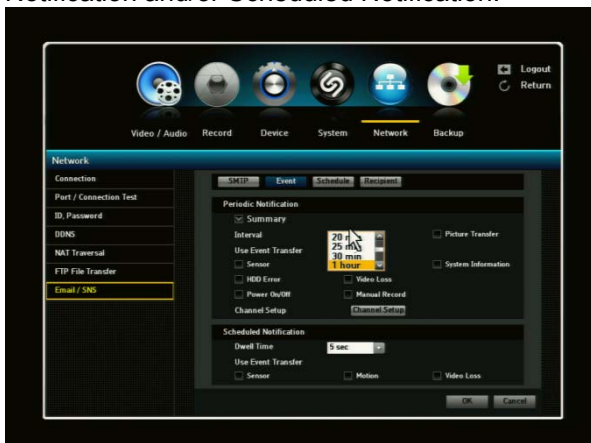 Notification and/or Scheduled Notification.
Logout
Return
Video / Audio Record Device System Network Backup
Network
Connection
Port / Connection Test
ID, Password
DDNS
NAT Traversal
FTP File Transfer
Email / SNS
SMTP Event Schedule Recipient
Periodic Notification
Summary
Interval 20 Picture Transfer
25 min
30 min
1 hour
Use Event Transfer
Sensor System Information
HDD Error Video Loss
Power On/Off Manual Record
Channel Setup Channel Setup
Scheduled Notification
Dwell Time 5 sec
Use Event Transfer
Sensor Motion Video Loss
OK Cancel